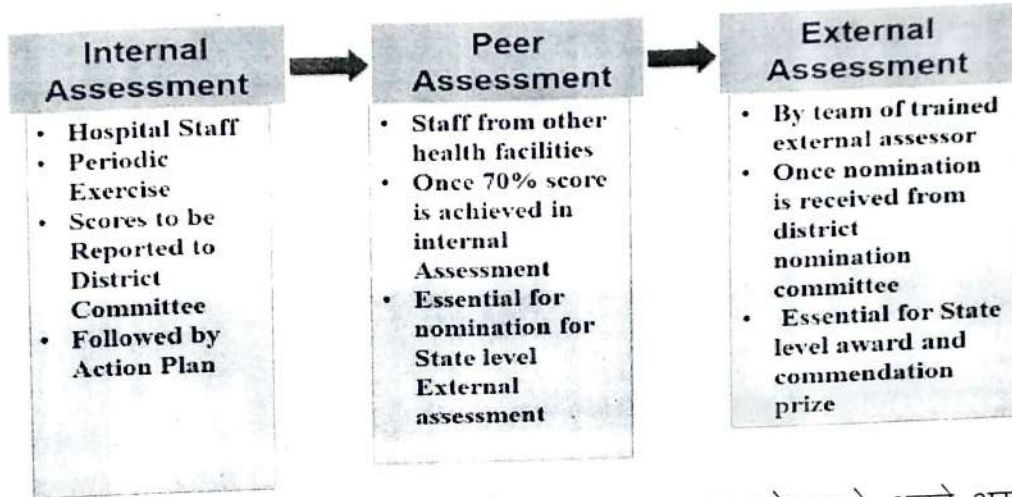 Internal
Assessment
• Hospital Staff
• Periodic
Exercise
• Scores to be
Reported to
District
Committee
• Followed by
Action Plan
Peer
Assessment
• Staff from other
health facilities
• Once 70% score
is achieved in
internal
Assessment
• Essential for
nomination for
State level
External
assessment
External
Assessment
• By team of trained
external assessor
• Once nomination
is received from
district
nomination
committee
• Essential for State
level award and
commendation
prize